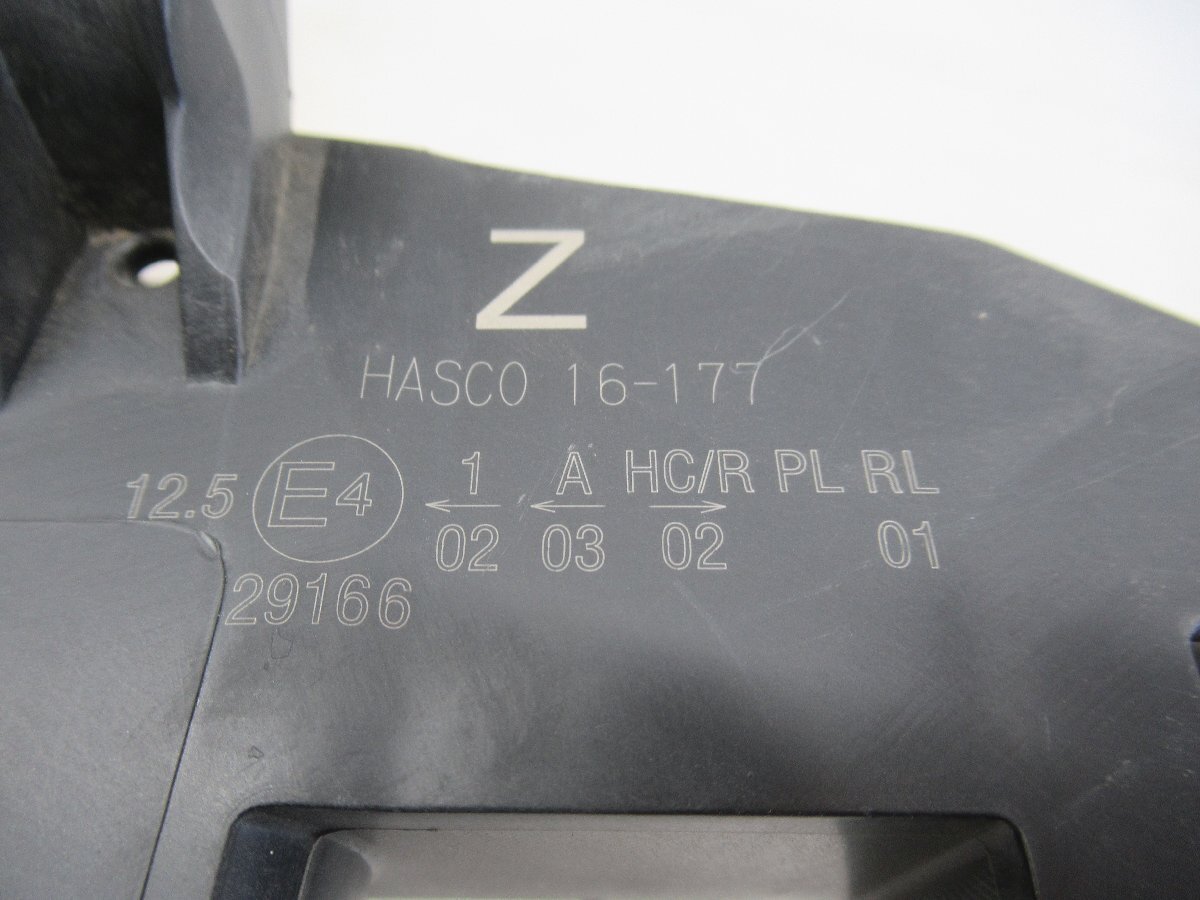 Z
HASCO 16-177
12.5 E4 1 A HC/R PL RL
← ← →
02 03 02 01
29166